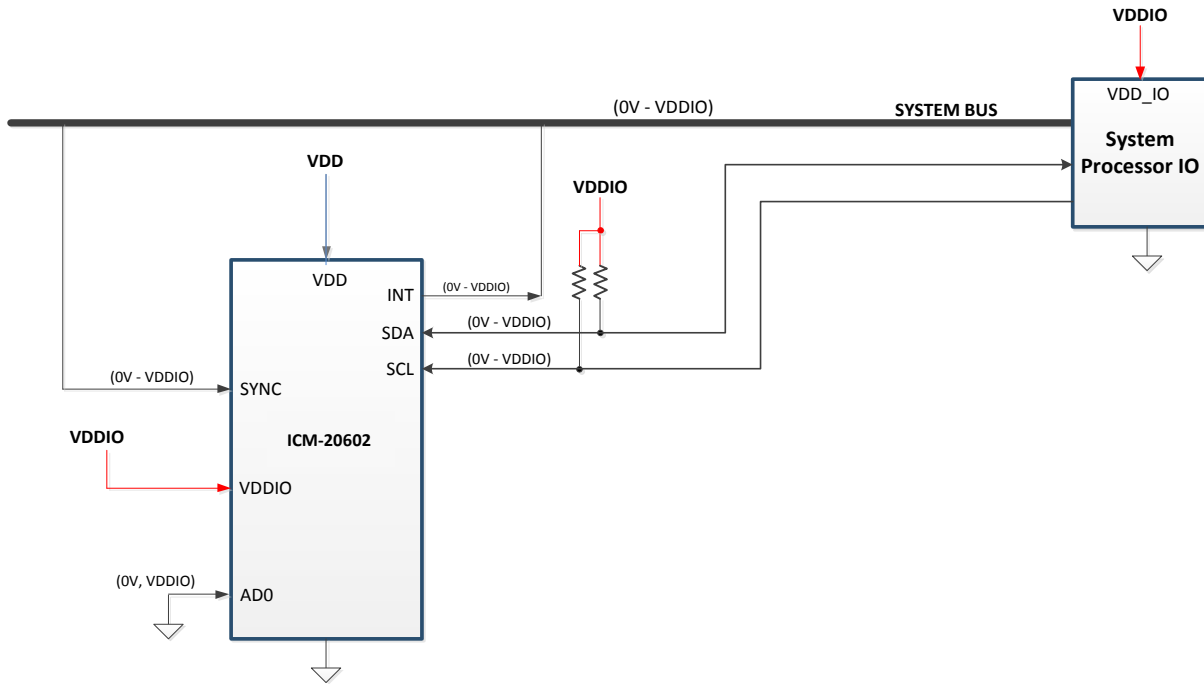 VDDIO
VDD_IO
System
Processor IO
(0V - VDDIO)
SYSTEM BUS
VDD
VDDIO
VDD
INT
(0V - VDDIO)
SDA
(0V - VDDIO)
SCL
(0V - VDDIO)
(0V - VDDIO)
SYNC
ICM-20602
VDDIO
VDDIO
(0V, VDDIO)
AD0